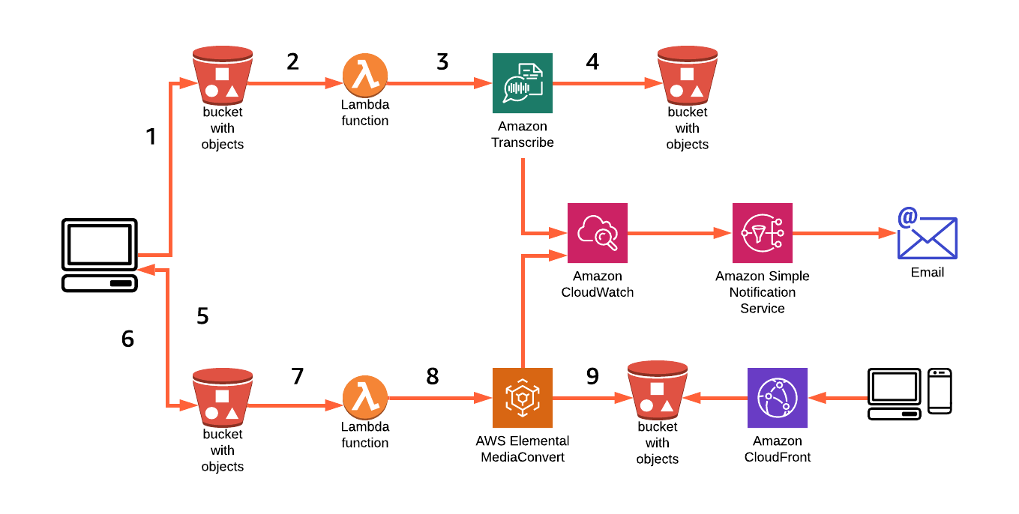 2
3
4
bucket
with
objects
Lambda
function
Amazon
Transcribe
bucket
with
objects
1
@
Amazon
CloudWatch
Amazon Simple
Notification
Service
Email
5
6
7
8
9
bucket
with
objects
Lambda
function
AWS Elemental
MediaConvert
bucket
with
objects
Amazon
CloudFront